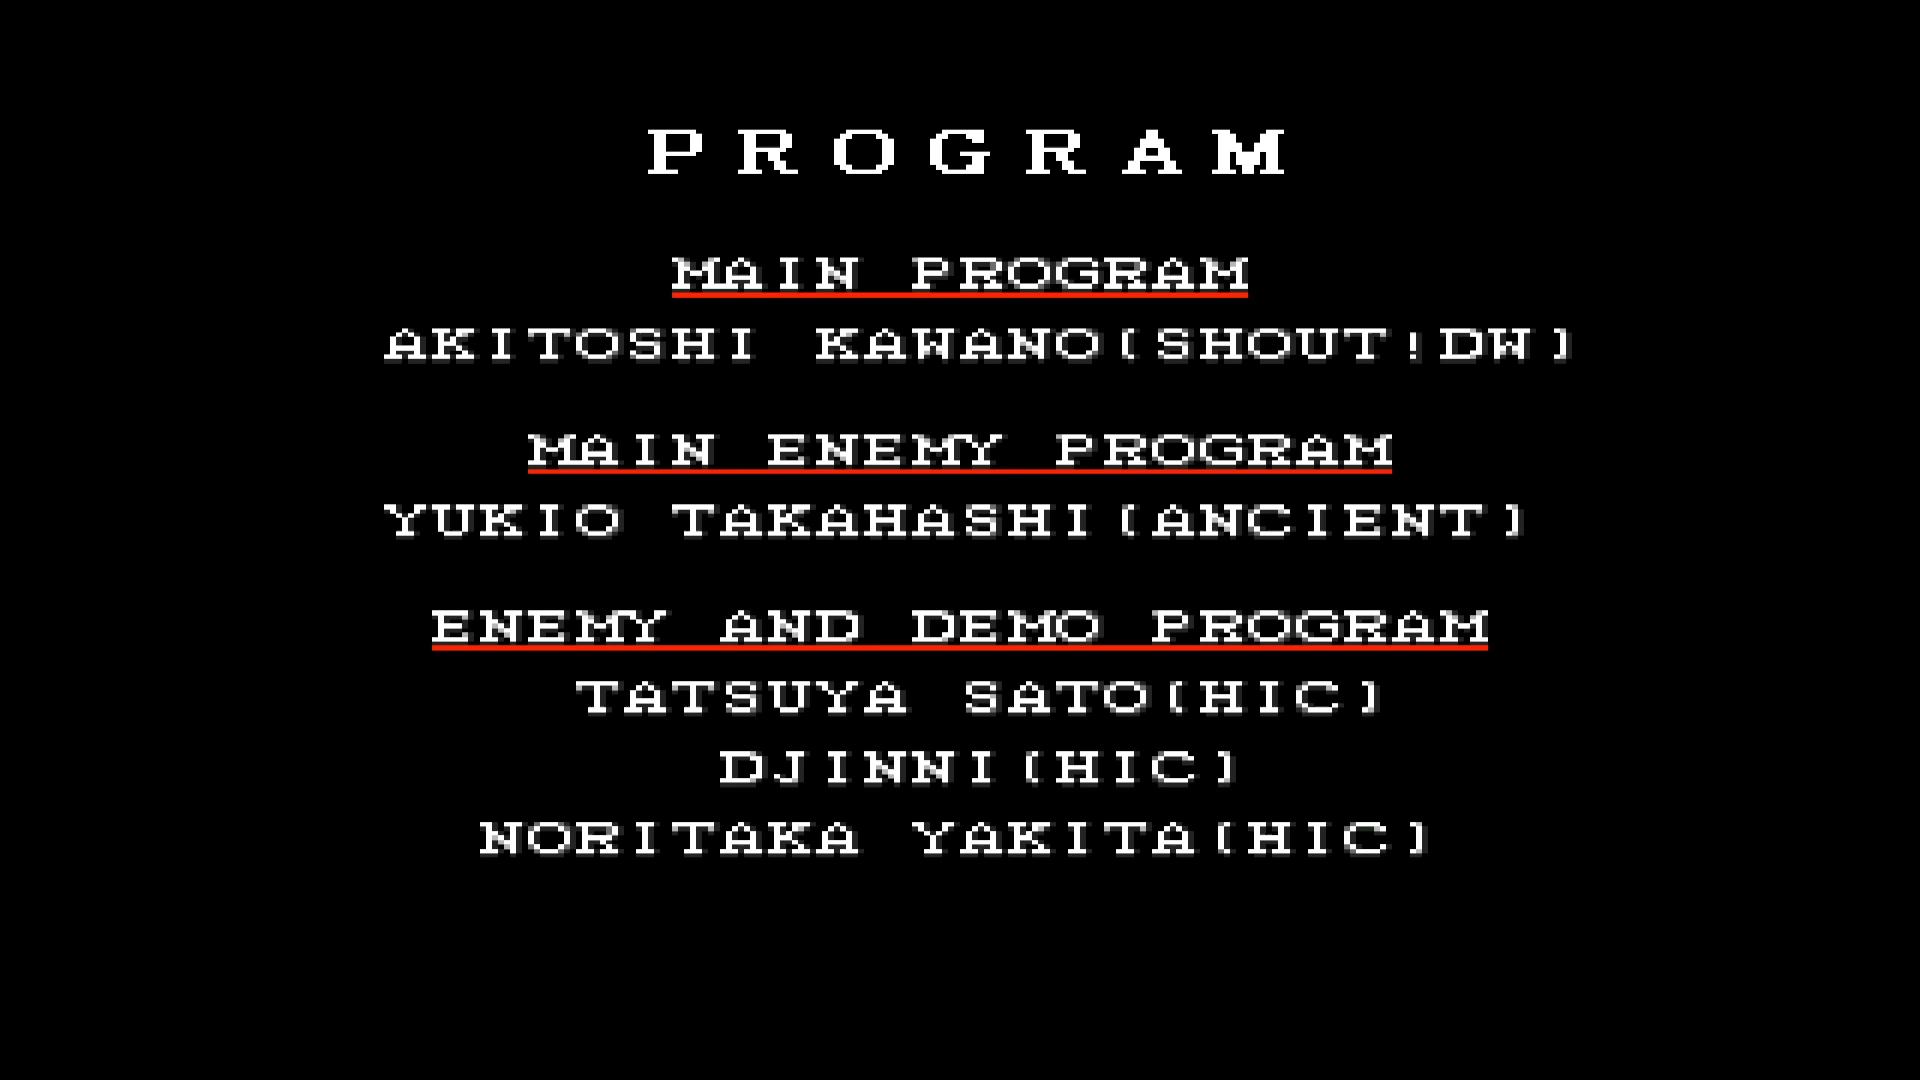 PROGRAM
MAIN PROGRAM
AKITOSHI KAWANO(SHOUT!DW)
MAIN ENEMY PROGRAM
YUKIO TAKAHASHI(ANCIENT)
ENEMY AND DEMO PROGRAM
TATSUYA SATO(HIC)
DJINNI(HIC)
NORITAKA YAKITA(HIC)